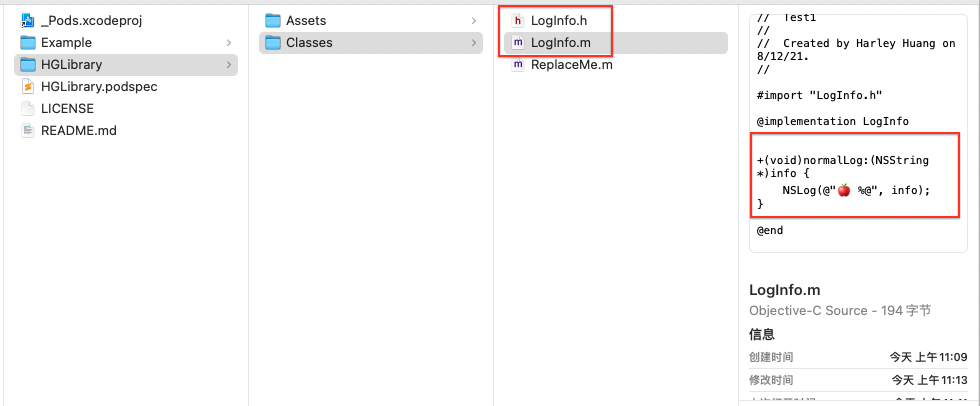 _Pods.xcodeproj
Example
HGLibrary
HGLibrary.podspec
LICENSE
README.md
Assets
Classes
LogInfo.h
LogInfo.m
ReplaceMe.m
//  Test1
//
//  Created by Harley Huang on
8/12/21.
//
#import "LogInfo.h"
@implementation LogInfo
+(void)normalLog:(NSString
*)info {
NSLog(@"🍎 %@", info);
}
@end
LogInfo.m
Objective-C Source - 194 字节
信息
创建时间 今天 上午11:09
修改时间 今天 上午11:13